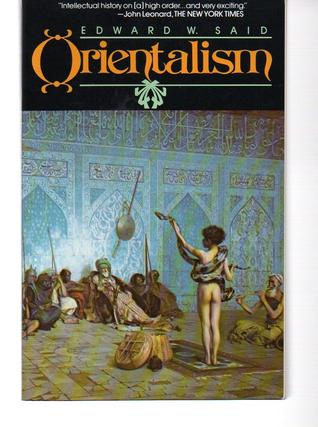 "Intellectual history on [a] high order...and very exciting."
—John Leonard, THE NEW YORK TIMES
EDWARD W. SAID
Orientalism